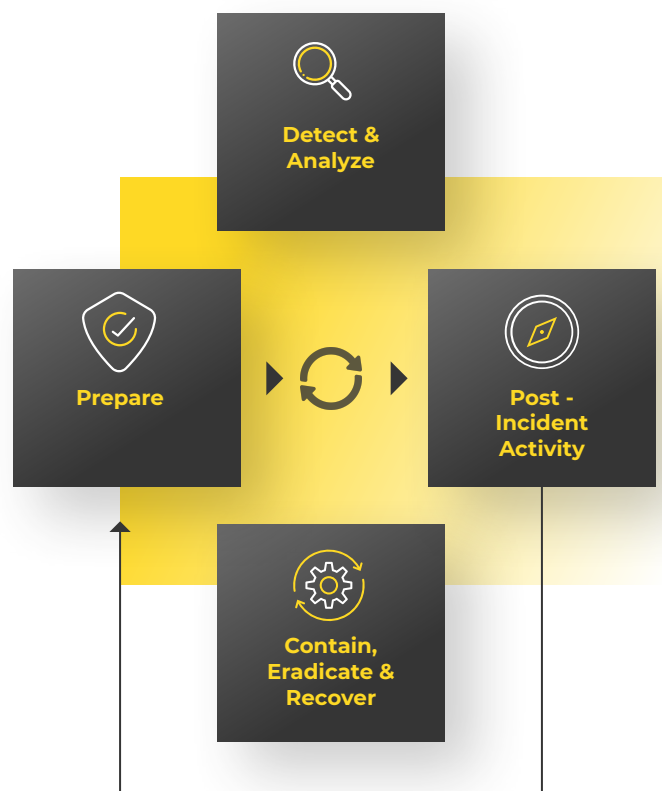 Detect &
Analyze
Prepare
Post -
Incident
Activity
Contain,
Eradicate &
Recover